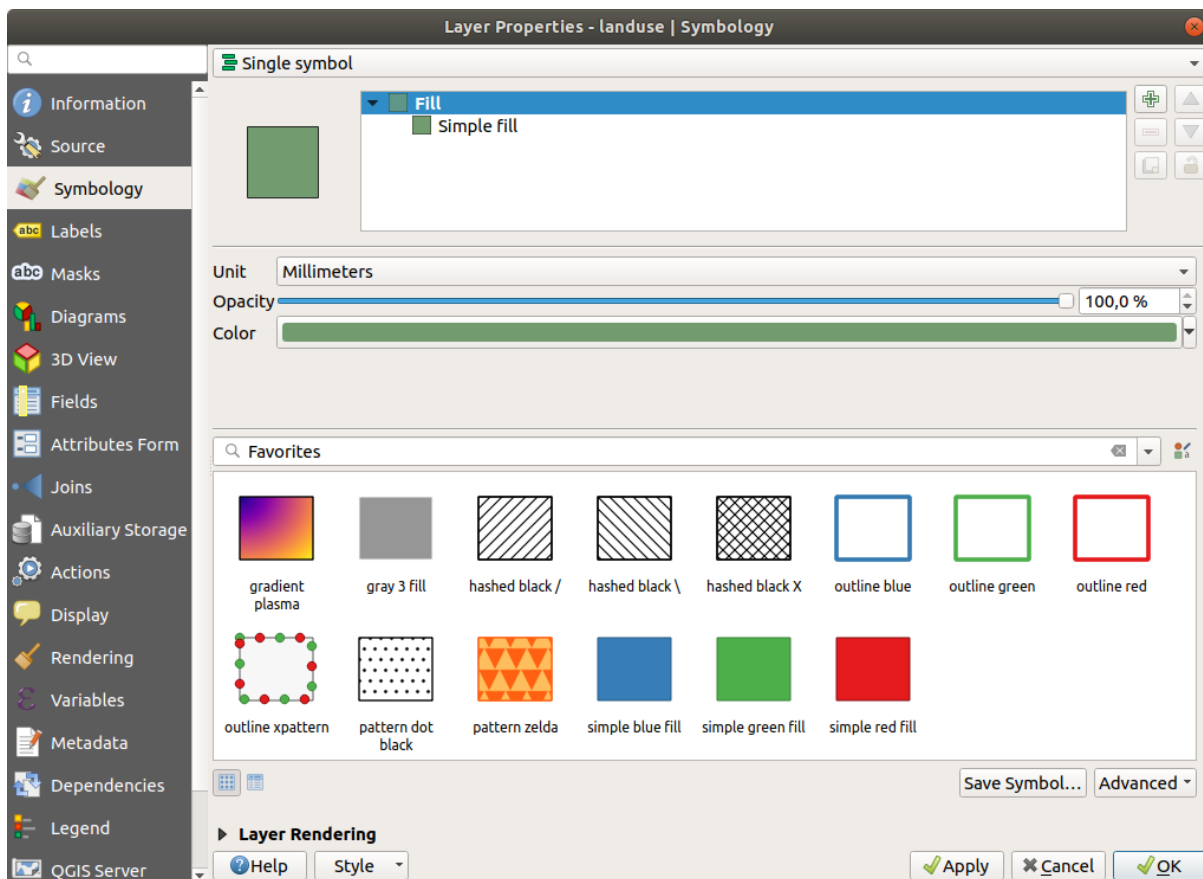 Layer Properties - landuse | Symbology
Information
Source
Symbology
abc Labels
abc Masks
Diagrams
3D View
Fields
Attributes Form
Joins
Auxiliary Storage
Actions
Display
Rendering
Variables
Metadata
Dependencies
Legend
QGIS Server
Single symbol
Fill
Simple fill
Unit
Millimeters
Opacity
100,0 %
Color
Favorites
gradient
plasma
gray 3 fill
hashed black /
hashed black \
hashed black X
outline blue
outline green
outline red
outline xpattern
pattern dot
black
pattern zelda
simple blue fill
simple green fill
simple red fill
Save Symbol...
Advanced
Layer Rendering
Help
Style
Apply
Cancel
OK